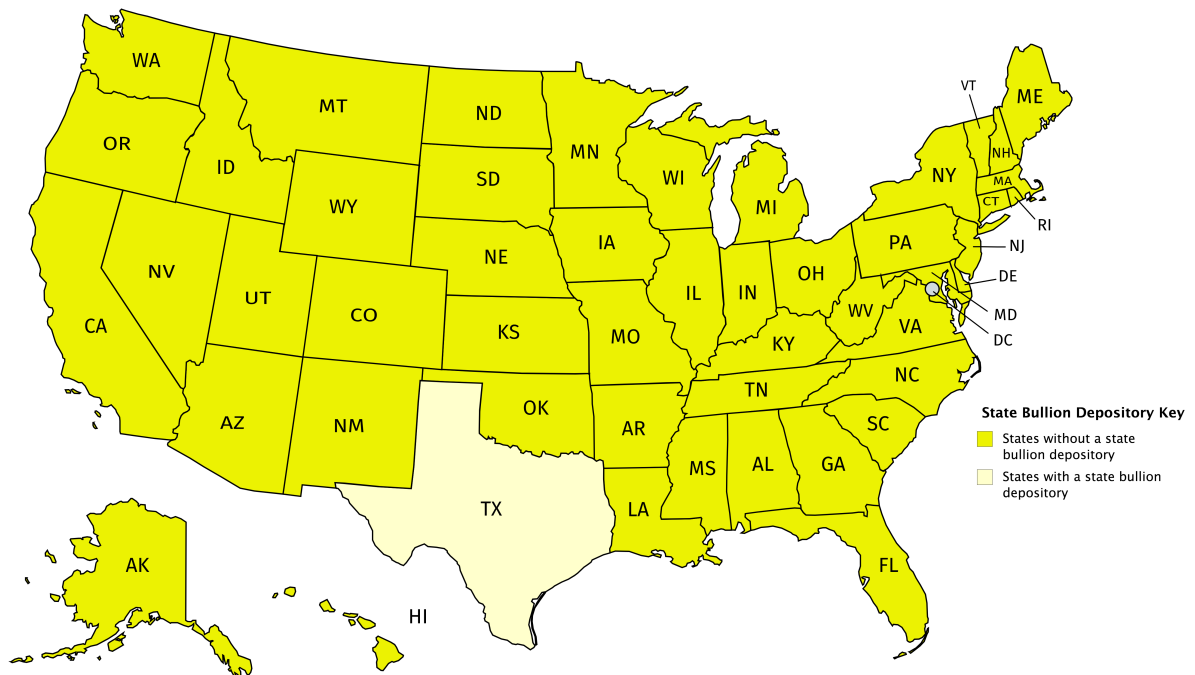 WA
MT
ND
MN
ME
VT
OR
ID
SD
WI
NH
WY
MI
NY
MA
CT
RI
NV
NE
IA
PA
NJ
UT
CO
IL
IN
OH
DE
CA
KS
MO
WV
VA
MD
DC
KY
AZ
NM
OK
AR
TN
NC
SC
MS
AL
GA
TX
LA
FL
AK
HI
State Bullion Depository Key
States without a state
bullion depository
States with a state bullion
depository